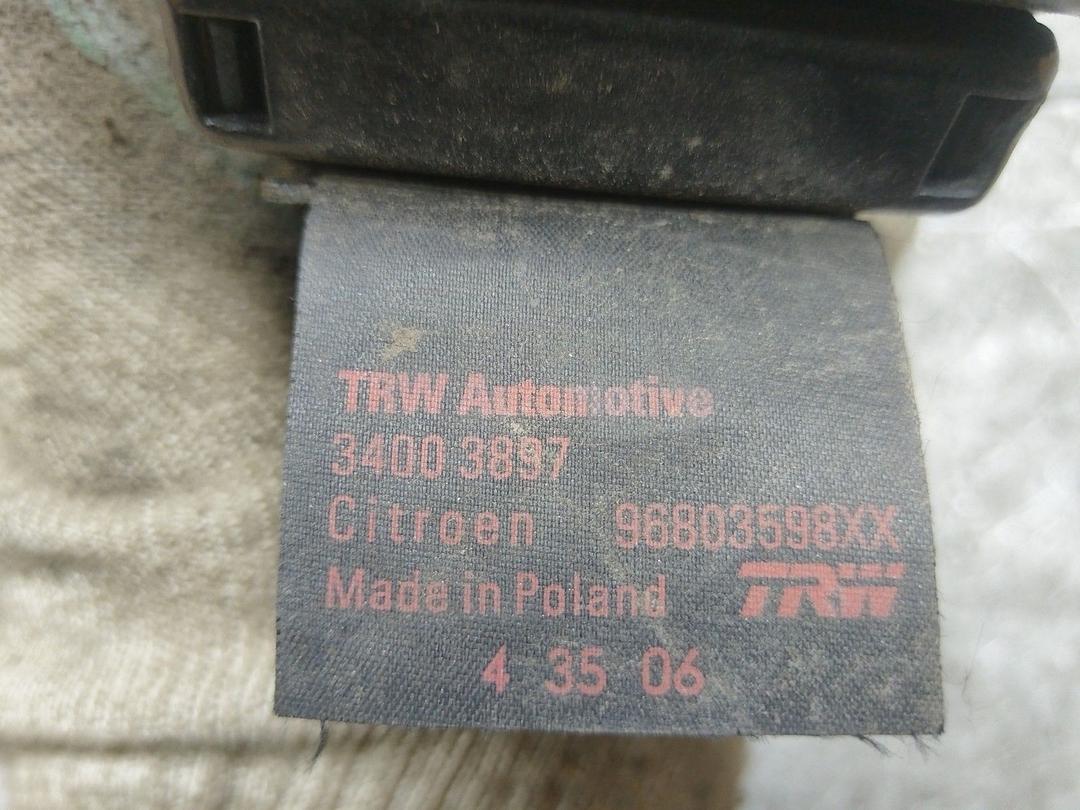 TRW Automotive
3400 3897
Citroen 96803598XX
Made in Poland TRW
4 35 06